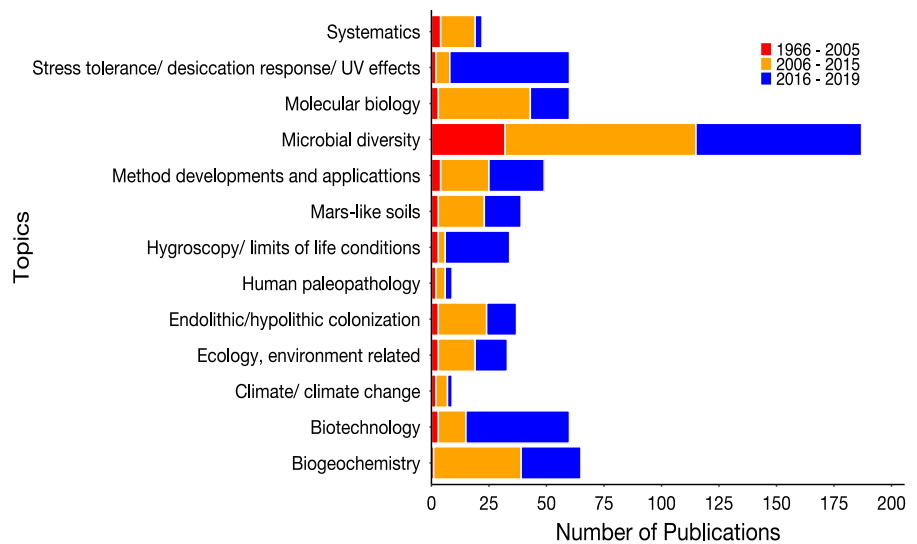 Systematics
Stress tolerance/ desiccation response/ UV effects
Molecular biology
Microbial diversity
Method developments and applicattions
Mars-like soils
Hygroscopy/ limits of life conditions
Human paleopathology
Endolithic/hypolithic colonization
Ecology, environment related
Climate/ climate change
Biotechnology
Biogeochemistry
Topics
1966 - 2005
2006 - 2015
2016 - 2019
0 25 50 75 100 125 150 175 200
Number of Publications